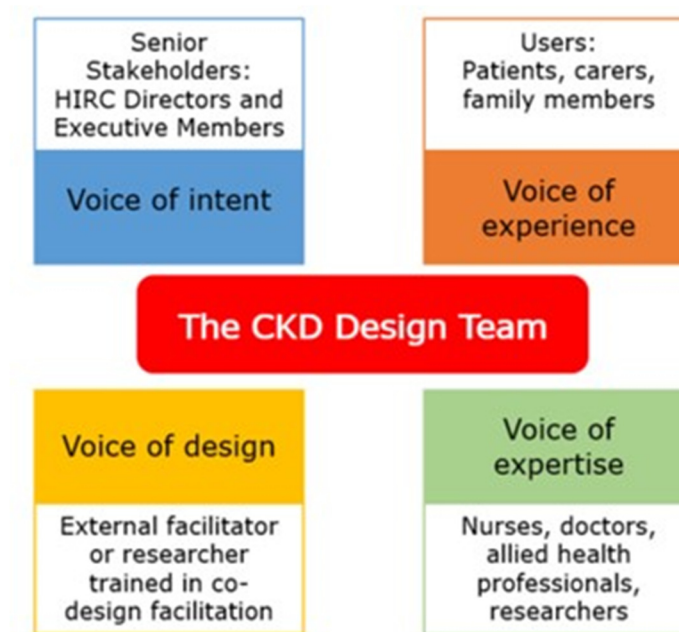 Senior
Stakeholders:
HIRC Directors and
Executive Members
Voice of intent
Users:
Patients, carers,
family members
Voice of
experience
The CKD Design Team
Voice of design
External facilitator
or researcher
trained in co-
design facilitation
Voice of
expertise
Nurses, doctors,
allied health
professionals,
researchers